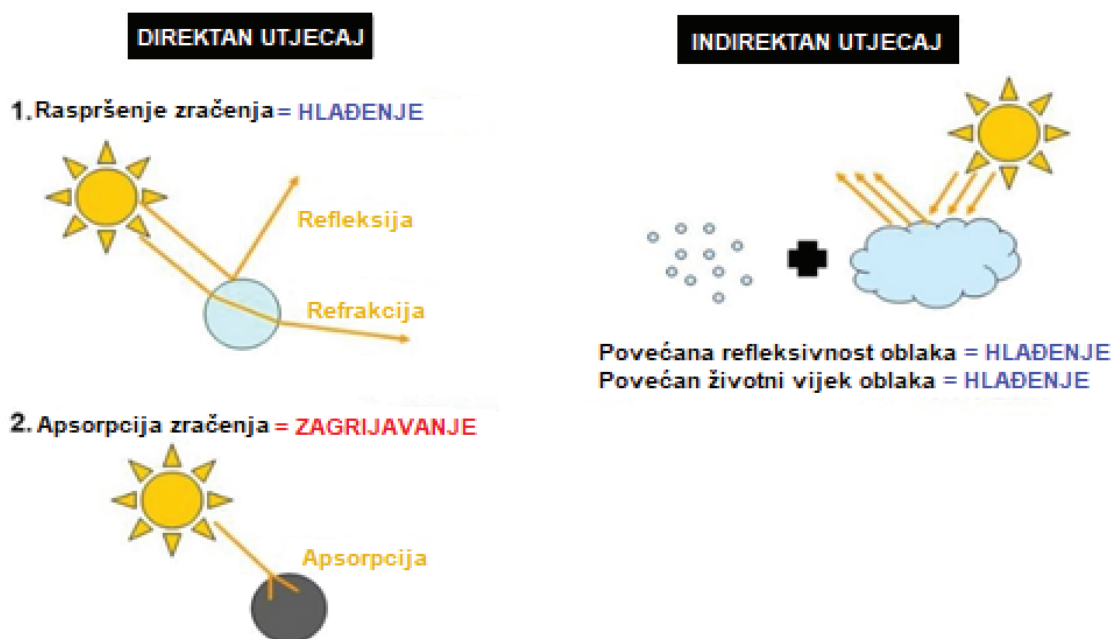 DIREKTAN UTJECAJ
1. Raspršenje zračenja = HLAĐENJE
Refleksija
Refrakcija
2. Apsorpcija zračenja = ZAGRIJAVANJE
Apsorpcija
INDIREKTAN UTJECAJ
Povećana refleksivnost oblaka = HLAĐENJE
Povećan životni vijek oblaka = HLAĐENJE